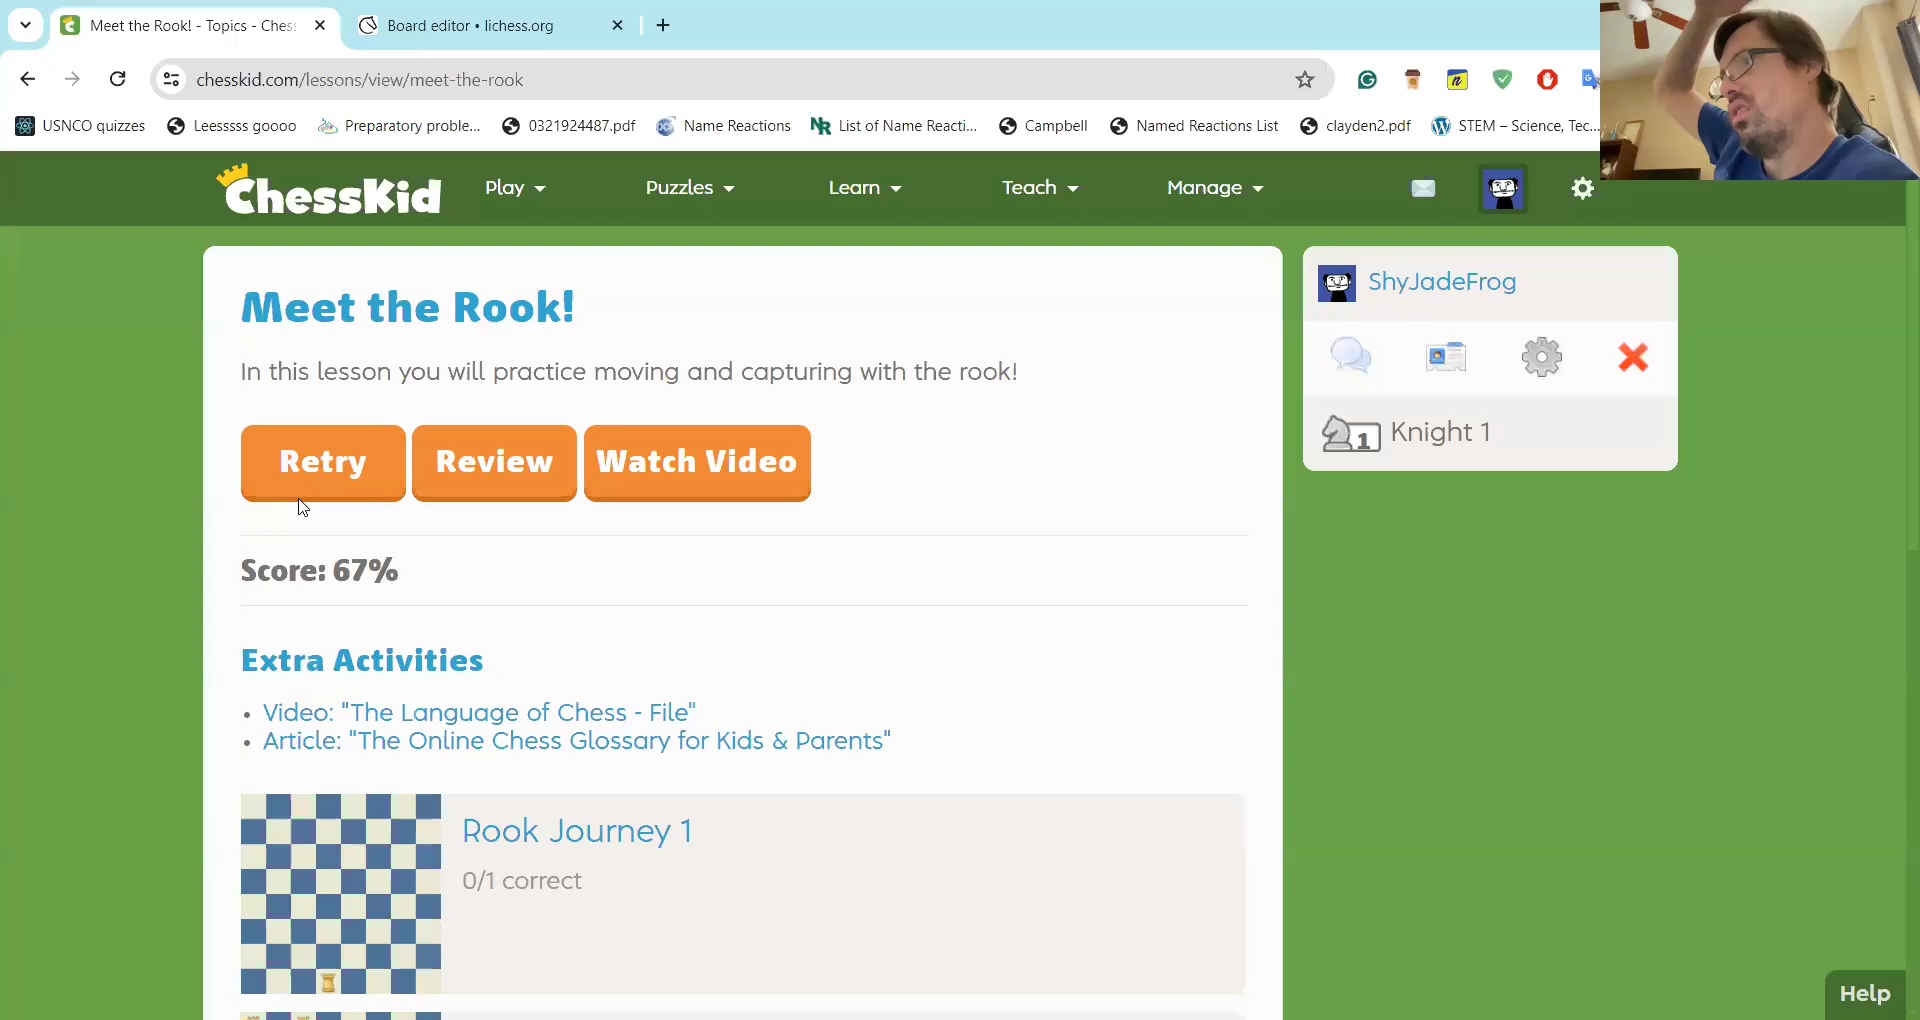 Meet the Rook! - Topics - Ches
Board editor • lichess.org
chesskid.com/lessons/view/meet-the-rook
USNCO quizzes
Leesssss goooo
Preparatory proble...
0321924487.pdf
Name Reactions
List of Name Reacti...
Campbell
Named Reactions List
clayden2.pdf
STEM – Science, Tec...
ChessKid
Play
Puzzles
Learn
Teach
Manage
Meet the Rook!
In this lesson you will practice moving and capturing with the rook!
Retry
Review
Watch Video
Score: 67%
Extra Activities
• Video: "The Language of Chess - File"
• Article: "The Online Chess Glossary for Kids & Parents"
Rook Journey 1
0/1 correct
ShyJadeFrog
1 Knight 1
Help